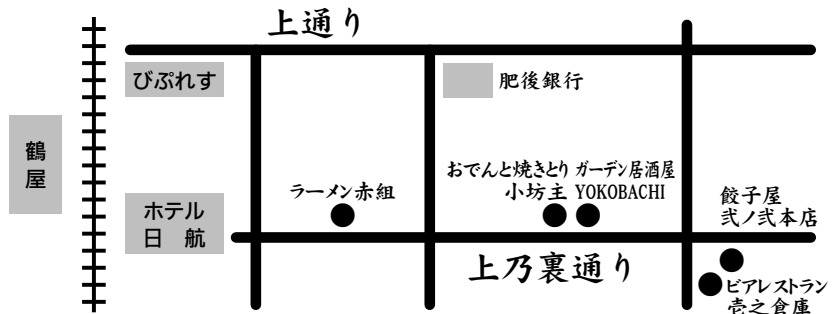 上通り
びぷれす
肥後銀行
鶴
屋
おでんと焼きとり ガーデン居酒屋
小坊主 YOKOBACHI
ラーメン赤組
餃子屋
弐ノ弐本店
ホテル
日 航
上乃裏通り
ビアレストラン
壱之倉庫